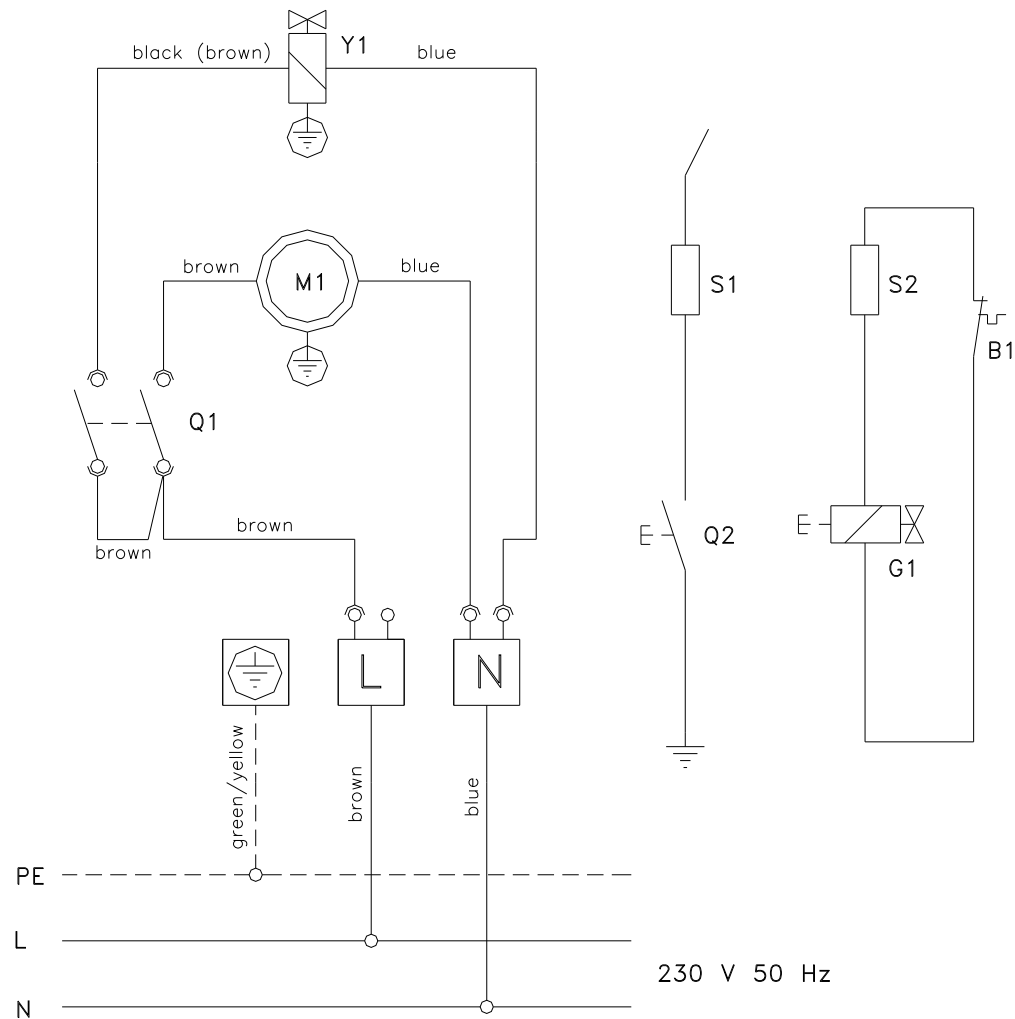 black (brown)
Y1
blue
brown
M1
blue
S1
S2
B1
Q1
brown
brown
Q2
G1
L
N
green/yellow
brown
blue
PE
L
230 V 50 Hz
N